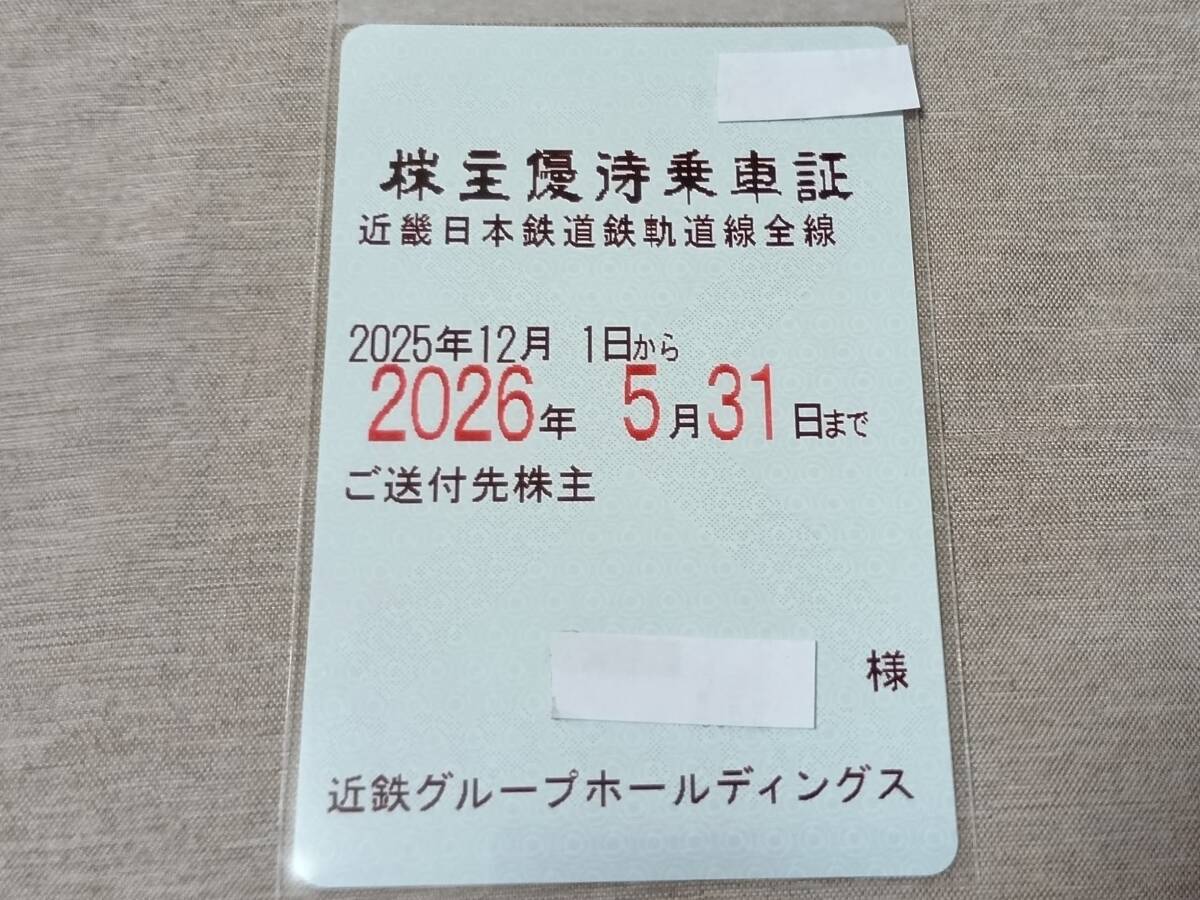 株主優待乗車証
近畿日本鉄道鉄軌道線全線
2025年12月 1日から
2026年 5月31日まで
ご送付先株主
様
近鉄グループホールディングス